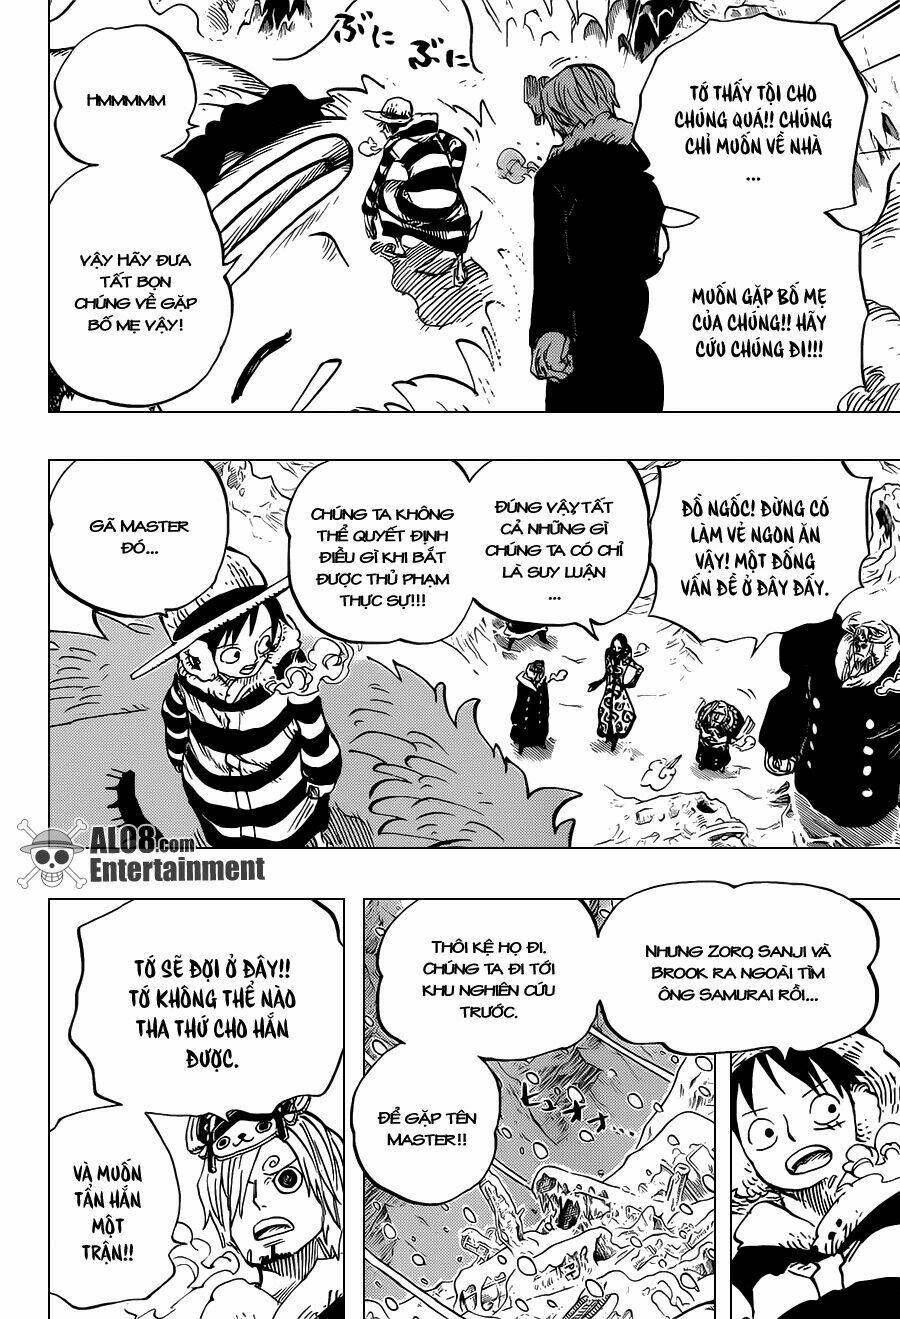 ぶに
ぶに
TỚ THẤY TỘI CHO
CHÚNG QUÁ!! CHÚNG
CHỈ MUỐN VỀ NHÀ
...
MUỐN GẶP BỐ MẸ
CỦA CHÚNG!! HÃY
CỨU CHÚNG ĐI!!!
HMMMMM
VẬY HÃY ĐƯA
TẤT BỌN
CHÚNG VỀ GẶP
BỐ MẸ VẬY!
ĐỒ NGỐC! ĐỪNG CÓ
LÀM VẺ NGON ĂN
VẬY! MỘT ĐỐNG
VẤN ĐỀ Ở ĐÂY ĐẤY.
ĐÚNG VẬY.TẤT
CẢ NHỮNG GÌ
CHÚNG TA CÓ CHỈ
LÀ SUY LUẬN
...
CHÚNG TA KHÔNG
THỂ QUYẾT ĐỊNH
ĐIỀU GÌ KHI BẮT
ĐƯỢC THỦ PHẠM
THỰC SỰ!!!
GÃ MASTER
ĐÓ...
AL08.com
Entertainment
NHƯNG ZORO, SANJI VÀ
BROOK RA NGOÀI TÌM
ÔNG SAMURAI RỒI...
THÔI KỆ HỌ ĐI.
CHÚNG TA ĐI TỚI
KHU NGHIÊN CỨU
TRƯỚC.
ĐỂ GẶP TÊN
MASTER!!
ビュオオ
TỚ SẼ ĐỢI Ở ĐÂY!!
TỚ KHÔNG THỂ NÀO
THA THỨ CHO HẮN
ĐƯỢC.
VÀ MUỐN
TẨN HẮN
MỘT
TRẬN!!